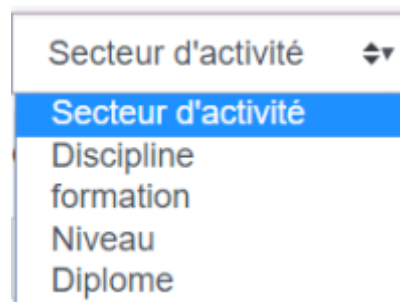 Secteur d'activité
Secteur d'activité
Discipline
formation
Niveau
Diplome